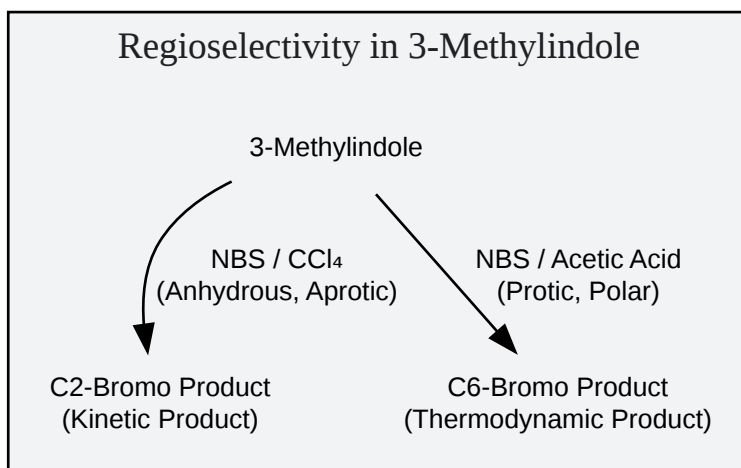 Regioselectivity in 3-Methylindole
3-Methylindole
NBS / CCl₄
(Anhydrous, Aprotic)
NBS / Acetic Acid
(Protic, Polar)
C2-Bromo Product
(Kinetic Product)
C6-Bromo Product
(Thermodynamic Product)